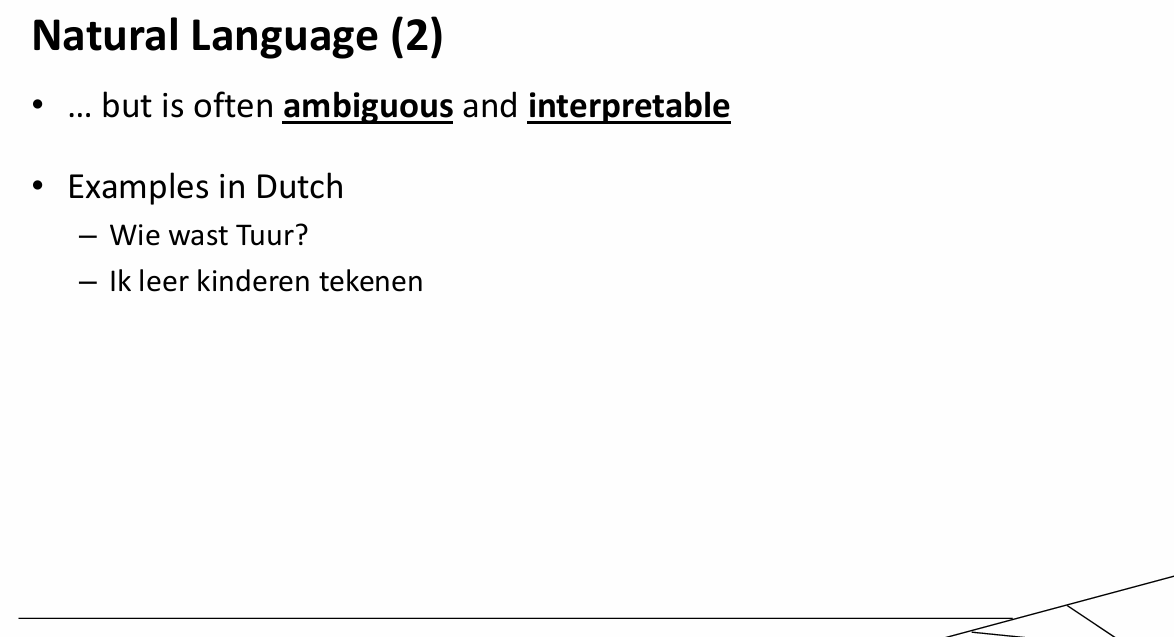 Natural Language (2)
• … but is often ambiguous and interpretable
• Examples in Dutch
– Wie wast Tuur?
– Ik leer kinderen tekenen